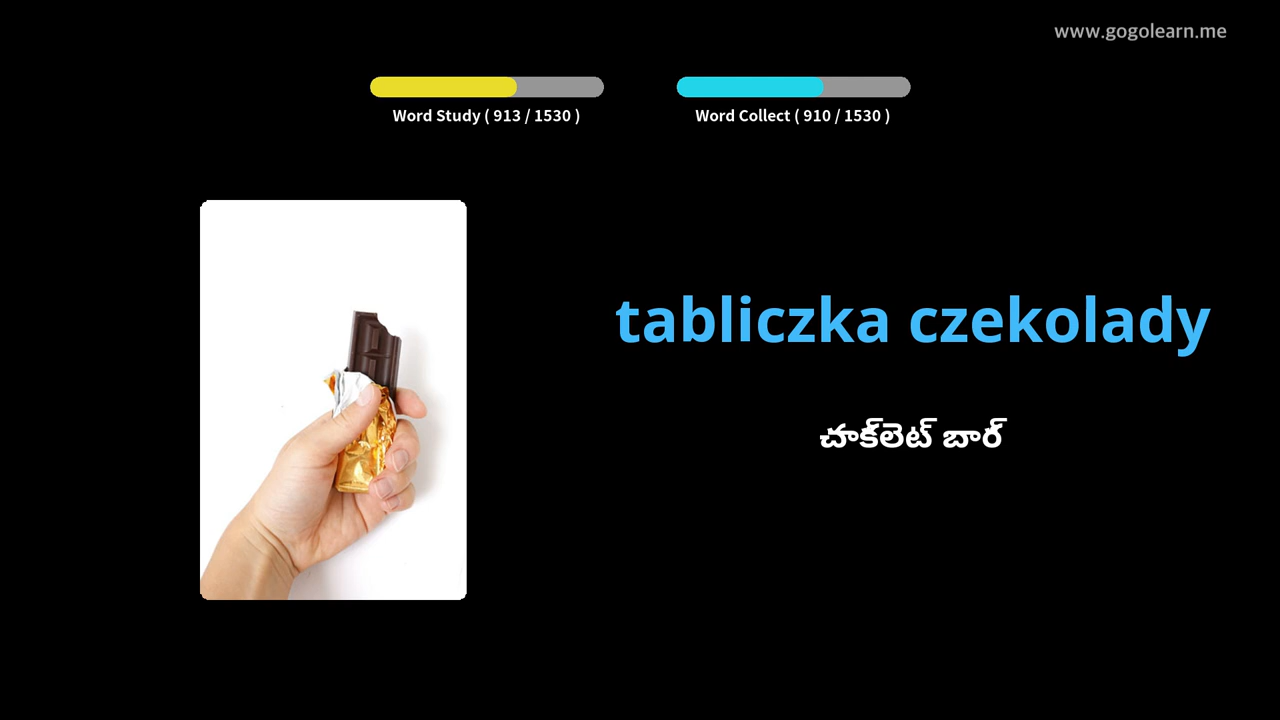 www.gogolearn.me
Word Study ( 913 / 1530 )
Word Collect ( 910 / 1530 )
tabliczka czekolady
చాక్‌లెట్ బార్